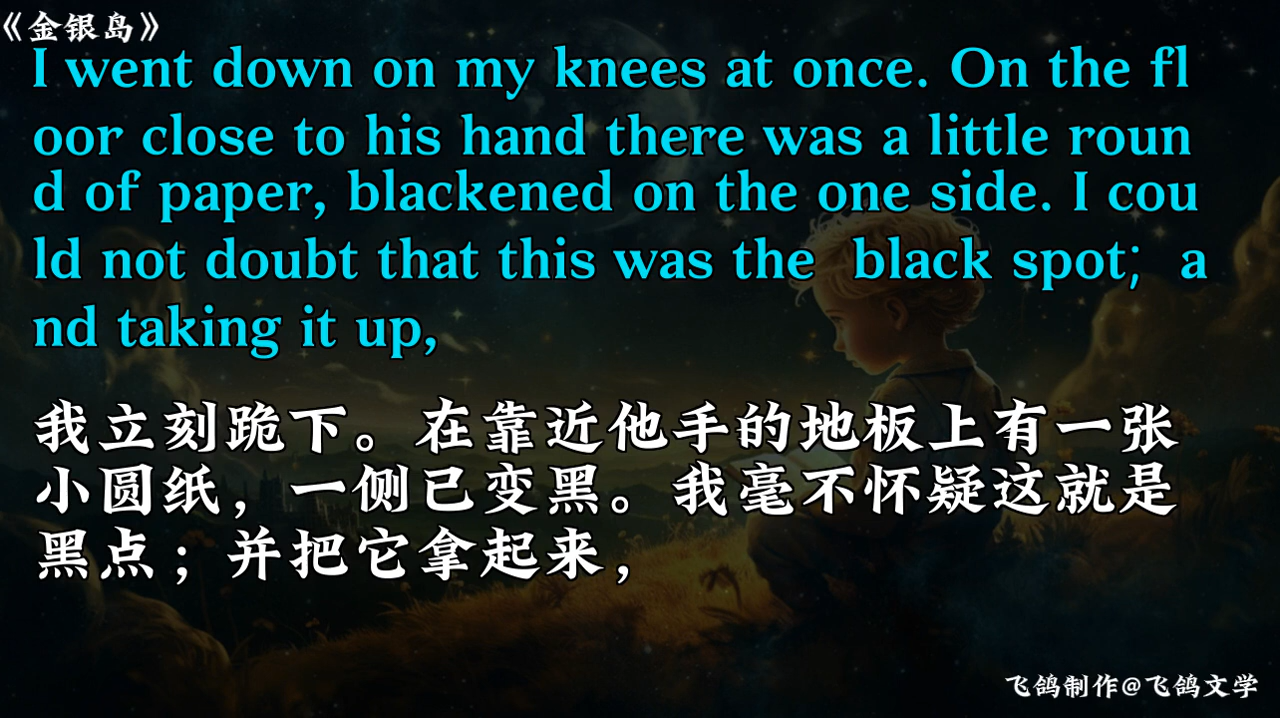 《金银岛》
I went down on my knees at once. On the fl
oor close to his hand there was a little roun
d of paper, blackened on the one side. I cou
ld not doubt that this was the  black spot;  a
nd taking it up,
我立刻跪下。在靠近他手的地板上有一张
小圆纸，一侧已变黑。我毫不怀疑这就是
黑点；并把它拿起来，
飞鸽制作@飞鸽文学